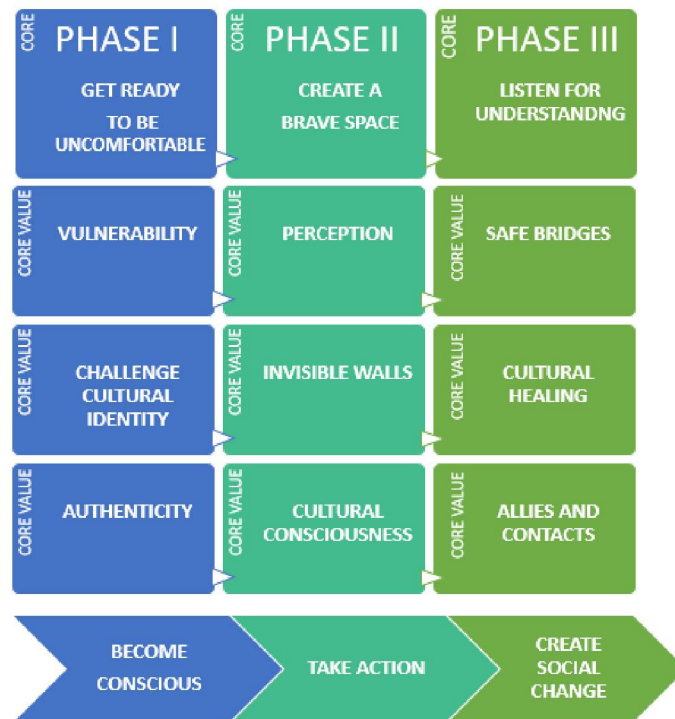 CORE
PHASE I
GET READY
TO BE
UNCOMFORTABLE
CORE
PHASE II
CREATE A
BRAVE SPACE
CORE
PHASE III
LISTEN FOR
UNDERSTANDNG
CORE VALUE
VULNERABILITY
CORE VALUE
PERCEPTION
CORE VALUE
SAFE BRIDGES
CORE VALUE
CHALLENGE
CULTURAL
IDENTITY
CORE VALUE
INVISIBLE WALLS
CORE VALUE
CULTURAL
HEALING
CORE VALUE
AUTHENTICITY
CORE VALUE
CULTURAL
CONSCIOUSNESS
CORE VALUE
ALLIES AND
CONTACTS
BECOME
CONSCIOUS
TAKE ACTION
CREATE
SOCIAL
CHANGE